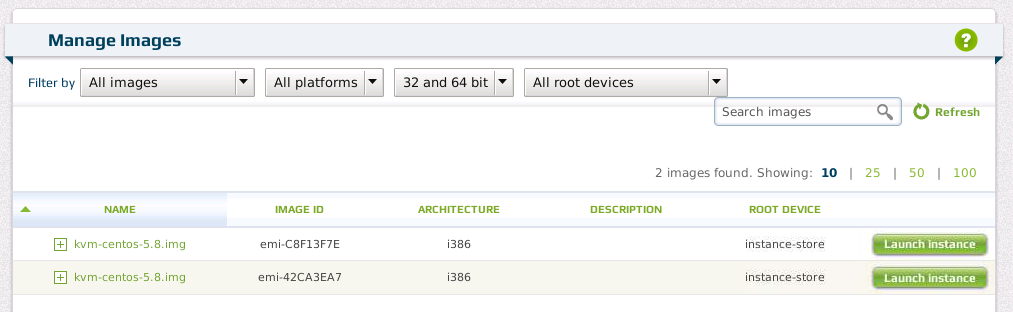 Manage Images
?
Filter by All images All platforms 32 and 64 bit All root devices
Search images Refresh
2 images found. Showing: 10 | 25 | 50 | 100
NAME IMAGE ID ARCHITECTURE DESCRIPTION ROOT DEVICE
kvm-centos-5.8.img emi-C8F13F7E i386 instance-store Launch instance
kvm-centos-5.8.img emi-42CA3EA7 i386 instance-store Launch instance